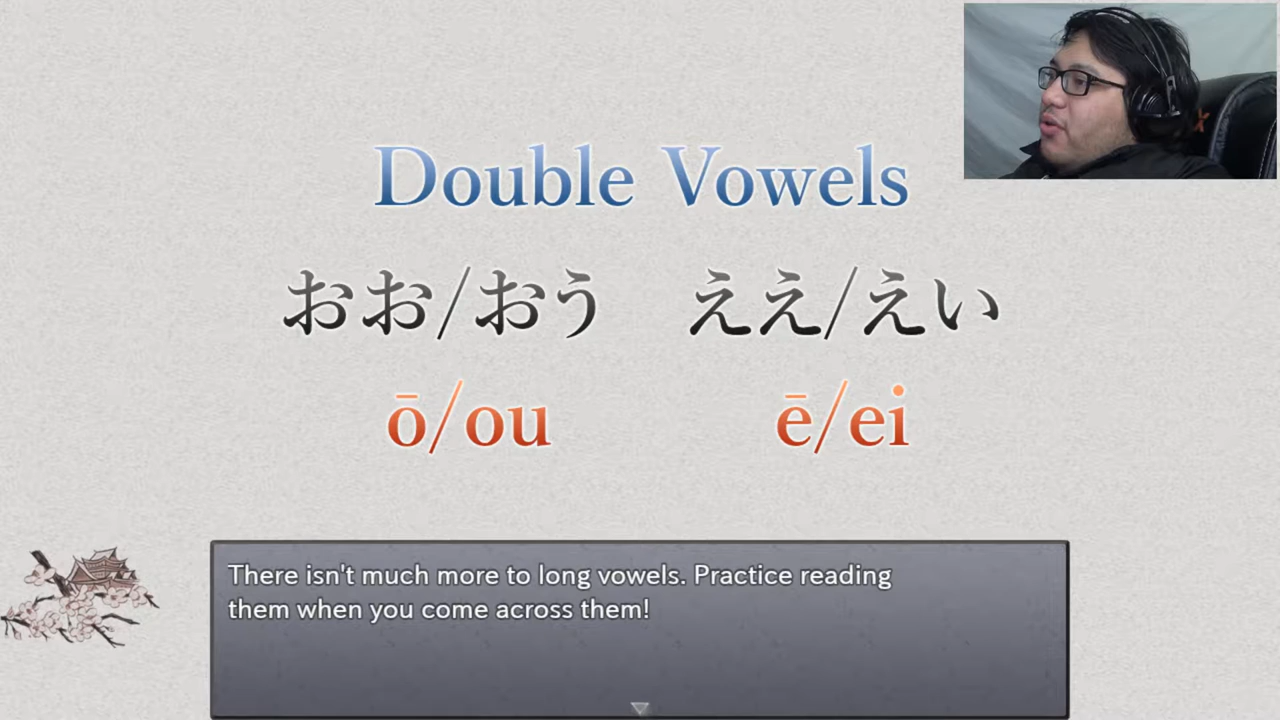 Double Vowels
おお/おう ええ/えい
ō/ou ē/ei
There isn't much more to long vowels. Practice reading
them when you come across them!